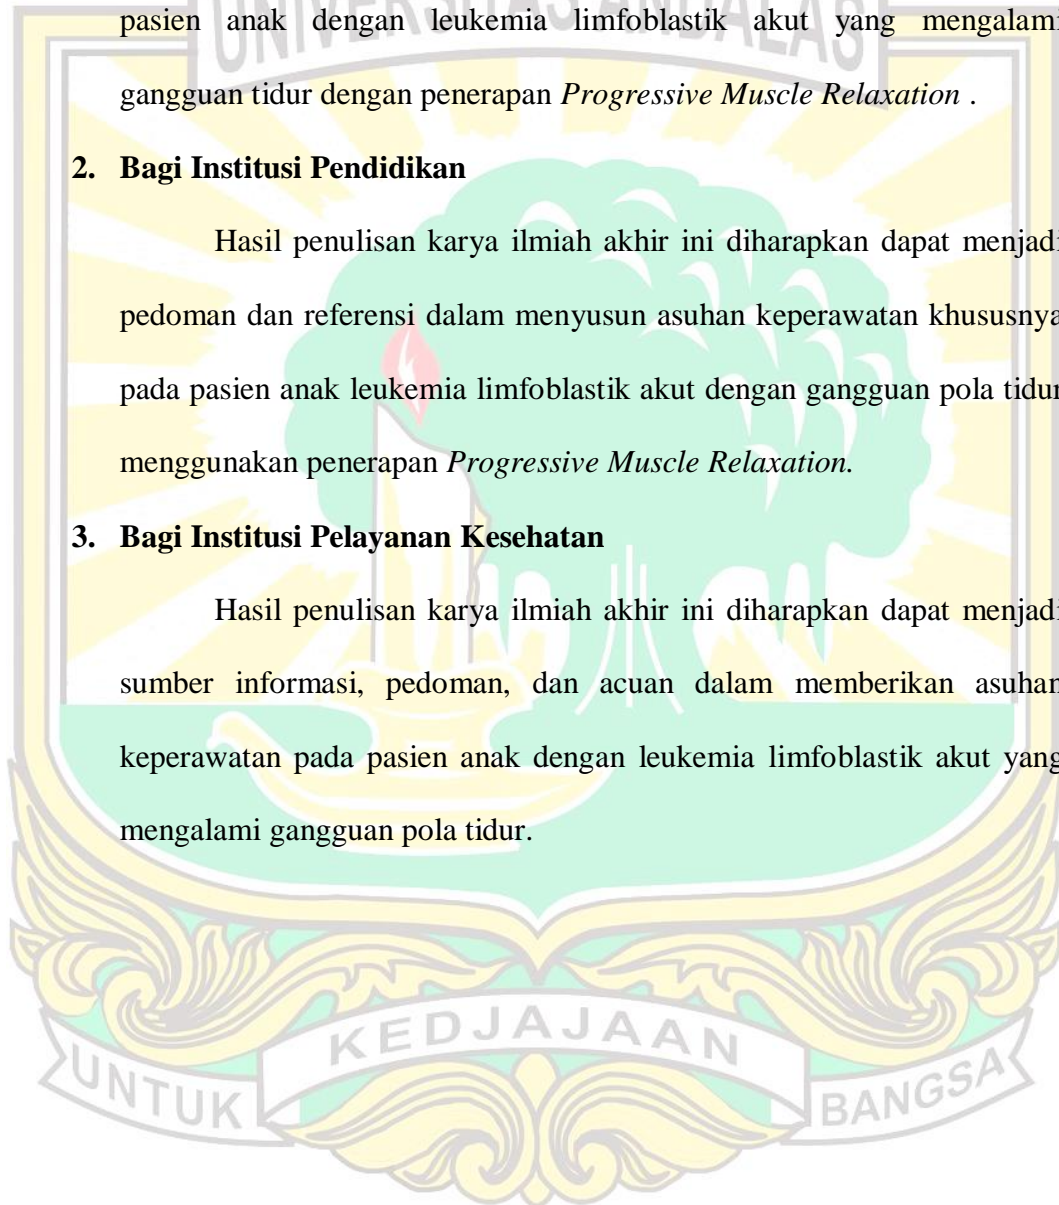 UNIVERSITAS ANDALAS
pasien anak dengan leukemia limfoblastik akut yang mengalami
gangguan tidur dengan penerapan Progressive Muscle Relaxation .
2. Bagi Institusi Pendidikan
Hasil penulisan karya ilmiah akhir ini diharapkan dapat menjadi
pedoman dan referensi dalam menyusun asuhan keperawatan khususnya
pada pasien anak leukemia limfoblastik akut dengan gangguan pola tidur
menggunakan penerapan Progressive Muscle Relaxation.
3. Bagi Institusi Pelayanan Kesehatan
Hasil penulisan karya ilmiah akhir ini diharapkan dapat menjadi
sumber informasi, pedoman, dan acuan dalam memberikan asuhan
keperawatan pada pasien anak dengan leukemia limfoblastik akut yang
mengalami gangguan pola tidur.
UNTUK KEDJAJAAN BANGSA